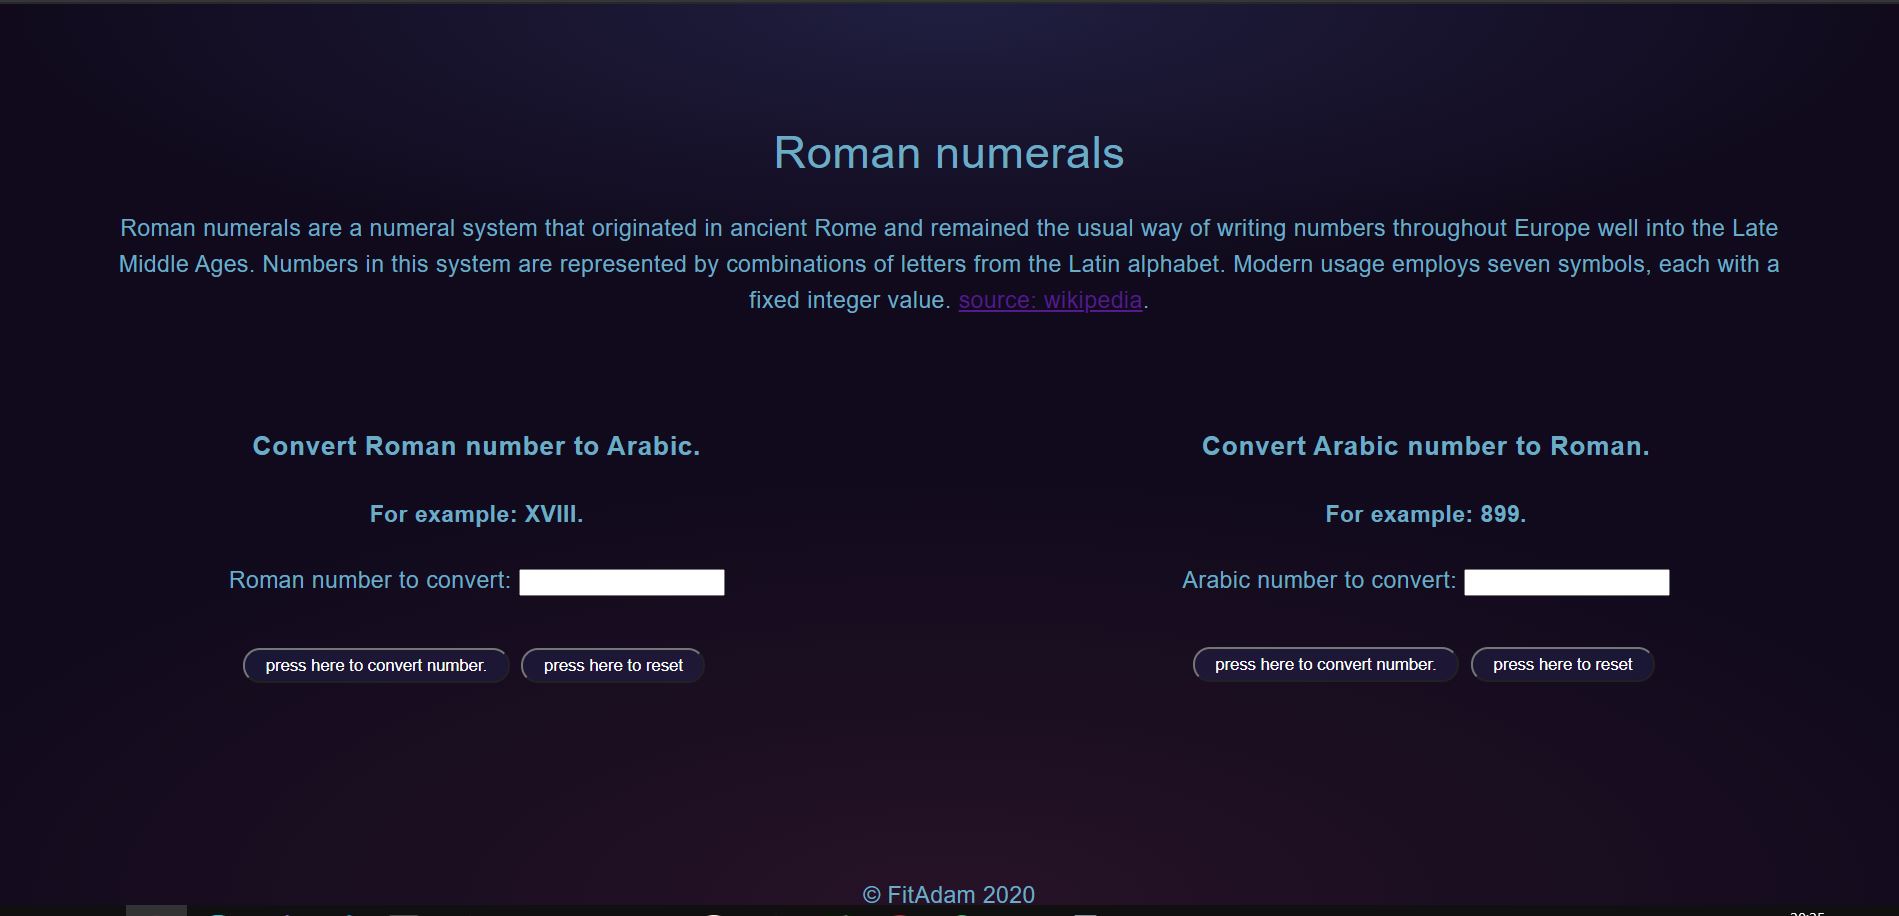 Roman numerals
Roman numerals are a numeral system that originated in ancient Rome and remained the usual way of writing numbers throughout Europe well into the Late
Middle Ages. Numbers in this system are represented by combinations of letters from the Latin alphabet. Modern usage employs seven symbols, each with a
fixed integer value. source: wikipedia.
Convert Roman number to Arabic.
For example: XVIII.
Roman number to convert:
press here to convert number. press here to reset
Convert Arabic number to Roman.
For example: 899.
Arabic number to convert:
press here to convert number. press here to reset
© FitAdam 2020